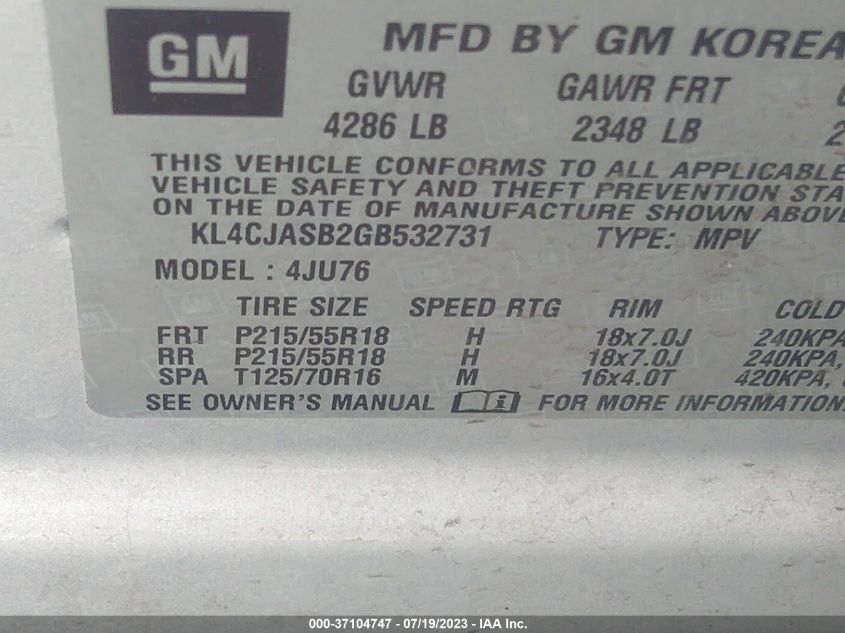 GM
MFD BY GM KOREA
GVWR GAWR FRT
4286 LB 2348 LB
THIS VEHICLE CONFORMS TO ALL APPLICABLE
VEHICLE SAFETY AND THEFT PREVENTION STA
ON THE DATE OF MANUFACTURE SHOWN ABOVE
KL4CJASB2GB532731 TYPE: MPV
MODEL : 4JU76
TIRE SIZE SPEED RTG RIM COLD
FRT P215/55R18 H 18x7.0J 240KPA
RR P215/55R18 H 18x7.0J 240KPA,
SPA T125/70R16 M 16x4.0T 420KPA,
SEE OWNER'S MANUAL i FOR MORE INFORMATION
000-37104747 - 07/19/2023 - IAA Inc.